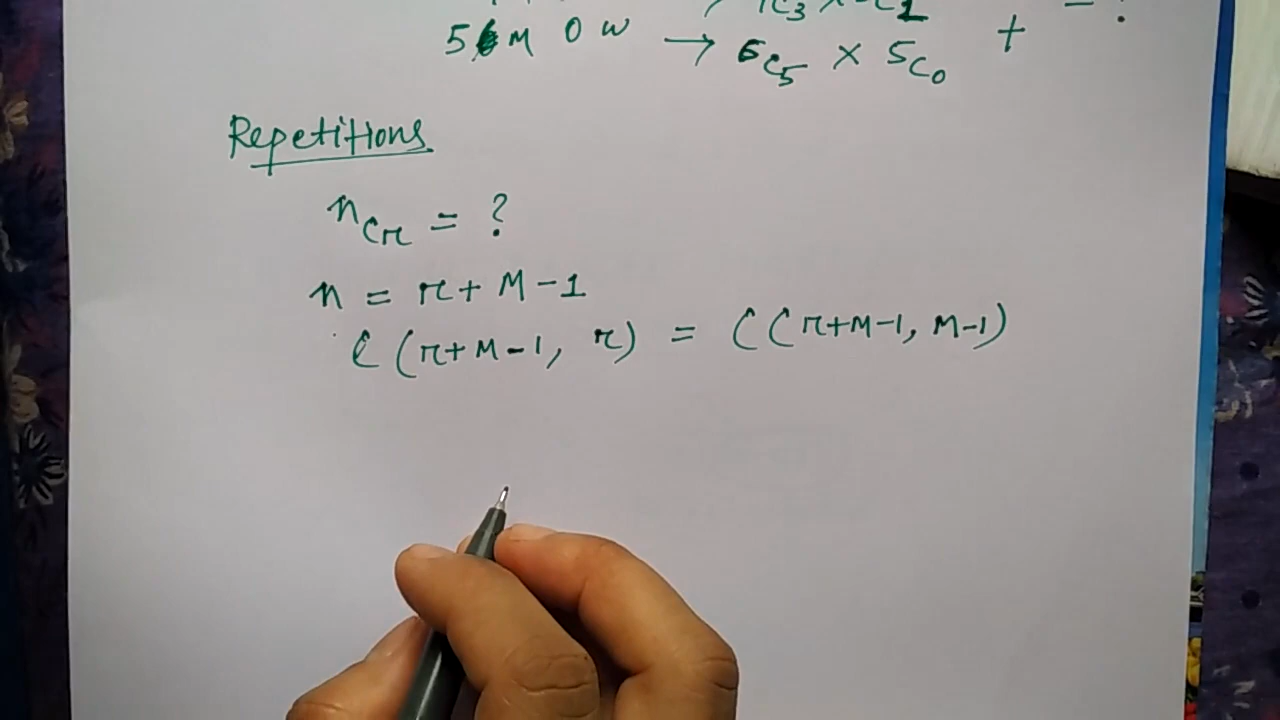 5 M 0 W → 6C5 × 5C0 +
Repetitions
nCr = ?
n = r + M - 1
C (r+M-1, r) = C (r+M-1, M-1)